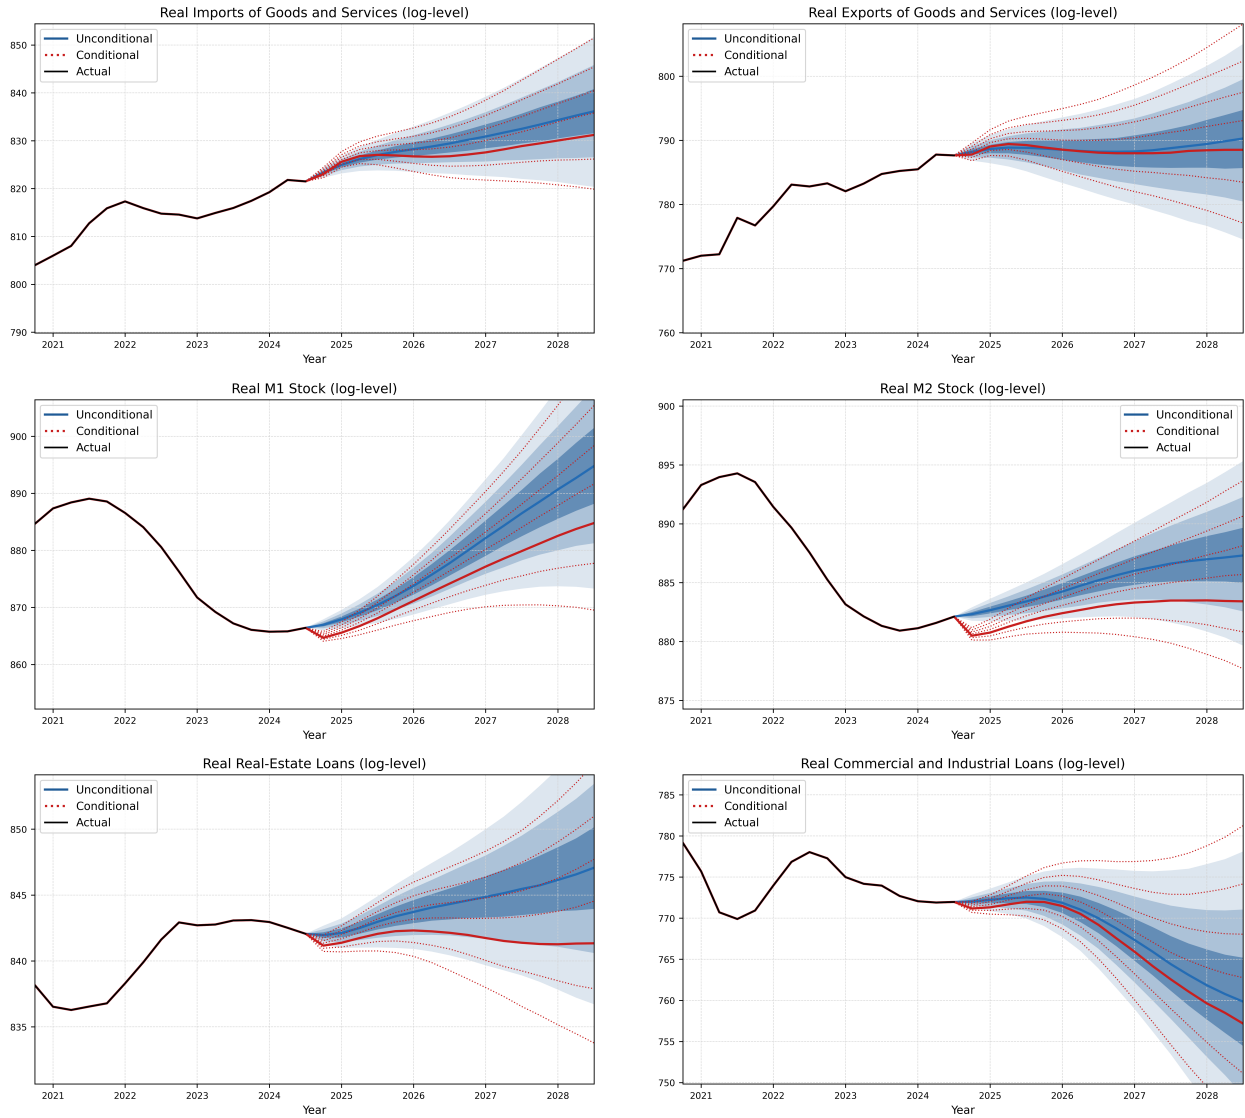 Real Imports of Goods and Services (log-level)
850
840
830
820
810
800
790
Unconditional
Conditional
Actual
2021 2022 2023 2024 2025 2026 2027 2028
Year
Real Exports of Goods and Services (log-level)
800
790
780
770
760
Unconditional
Conditional
Actual
2021 2022 2023 2024 2025 2026 2027 2028
Year
Real M1 Stock (log-level)
900
890
880
870
860
Unconditional
Conditional
Actual
2021 2022 2023 2024 2025 2026 2027 2028
Year
Real M2 Stock (log-level)
900
895
890
885
880
875
Unconditional
Conditional
Actual
2021 2022 2023 2024 2025 2026 2027 2028
Year
Real Real-Estate Loans (log-level)
850
845
840
835
Unconditional
Conditional
Actual
2021 2022 2023 2024 2025 2026 2027 2028
Year
Real Commercial and Industrial Loans (log-level)
785
780
775
770
765
760
755
750
Unconditional
Conditional
Actual
2021 2022 2023 2024 2025 2026 2027 2028
Year